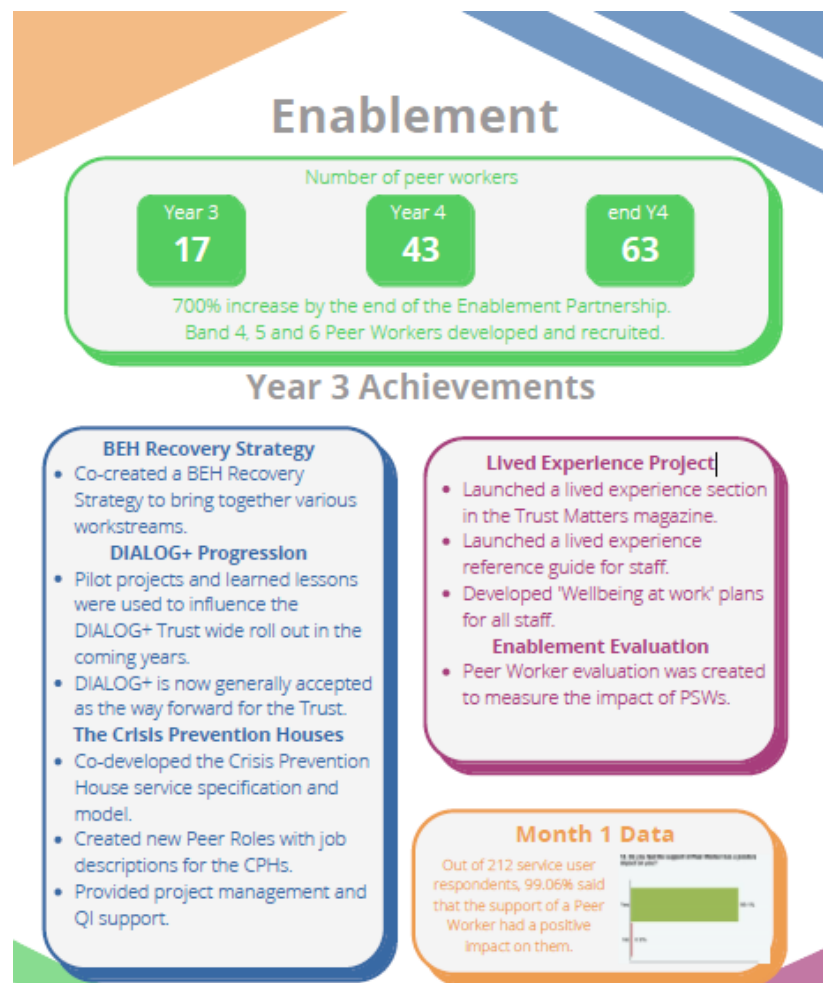 Enablement
Number of peer workers
Year 3
17
Year 4
43
end Y4
63
700% increase by the end of the Enablement Partnership.
Band 4, 5 and 6 Peer Workers developed and recruited.
Year 3 Achievements
BEH Recovery Strategy
• Co-created a BEH Recovery
Strategy to bring together various
workstreams.
DIALOG+ Progression
• Pilot projects and learned lessons
were used to influence the
DIALOG+ Trust wide roll out in the
coming years.
• DIALOG+ is now generally accepted
as the way forward for the Trust.
The Crisis Prevention Houses
• Co-developed the Crisis Prevention
House service specification and
model.
• Created new Peer Roles with job
descriptions for the CPHs.
• Provided project management and
QI support.
Lived Experience Project
• Launched a lived experience section
in the Trust Matters magazine.
• Launched a lived experience
reference guide for staff.
• Developed 'Wellbeing at work' plans
for all staff.
Enablement Evaluation
• Peer Worker evaluation was created
to measure the impact of PSWs.
Month 1 Data
Out of 212 service user
respondents, 99.06% said
that the support of a Peer
Worker had a positive
impact on them.